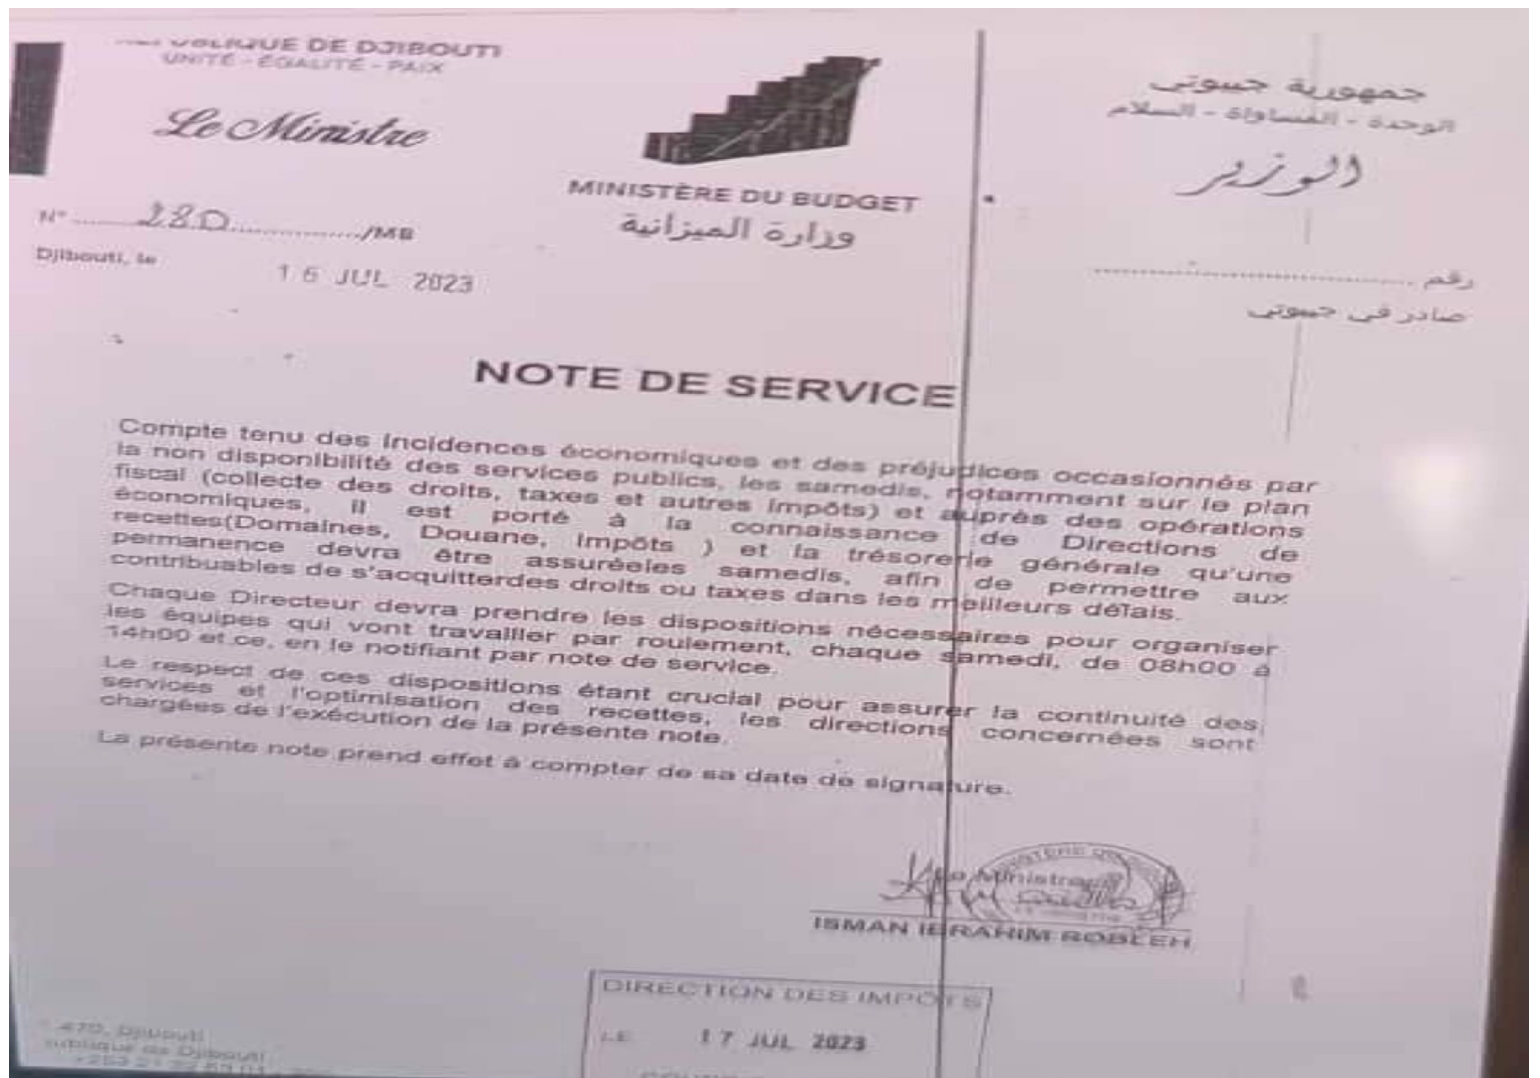 RÉPUBLIQUE DE DJIBOUTI
UNITÉ - ÉGALITÉ - PAIX
Le Ministre
N° ........280................/MB
Djibouti, le
16 JUL 2023
MINISTÈRE DU BUDGET
وزارة الميزانية
جمهورية جيبوتي
الوحدة - المساواة - السلام
الوزير
رقم ........................................
صادر في جيبوتي
NOTE DE SERVICE
Compte tenu des incidences économiques et des préjudices occasionnés par
la non disponibilité des services publics, les samedis, notamment sur le plan
fiscal (collecte des droits, taxes et autres impôts) et auprès des opérations
économiques, il est porté à la connaissance de Directions de
recettes(Domaines, Douane, Impôts ) et la trésorerie générale qu'une
permanence devra être assuréeles samedis, afin de permettre aux
contribuables de s'acquitterdes droits ou taxes dans les meilleurs délais.
Chaque Directeur devra prendre les dispositions nécessaires pour organiser
les équipes qui vont travailler par roulement, chaque samedi, de 08h00 à
14h00 et ce, en le notifiant par note de service.
Le respect de ces dispositions étant crucial pour assurer la continuité des
services et l'optimisation des recettes, les directions concernées sont
chargées de l'exécution de la présente note.
La présente note prend effet à compter de sa date de signature.
Le Ministre
ISMAN IBRAHIM ROBLEH
DIRECTION DES IMPÔTS
LE 17 JUL 2023
470, Djibouti
République de Djibouti